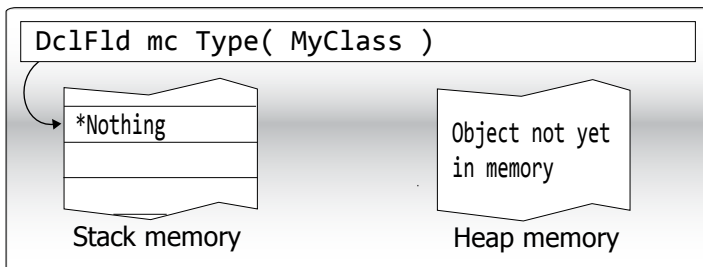 DclFld mc Type( MyClass )
*Nothing
Object not yet
in memory
Stack memory
Heap memory